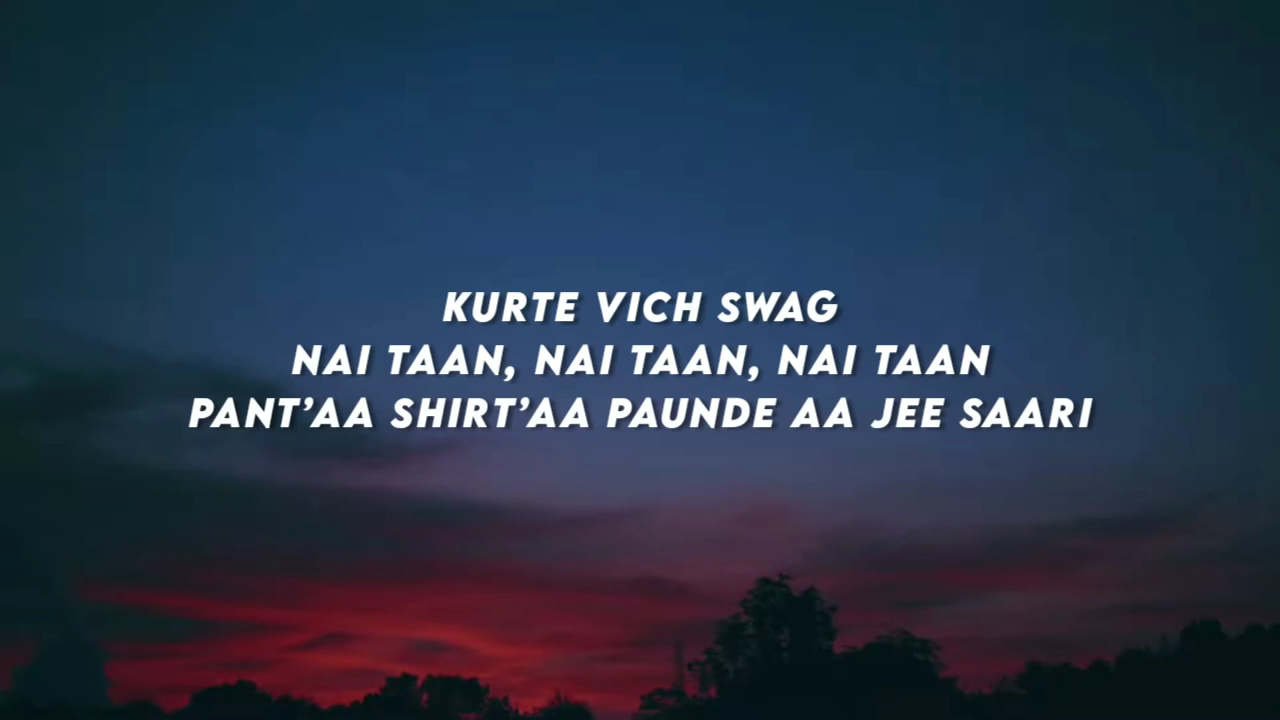 KURTE VICH SWAG
NAI TAAN, NAI TAAN, NAI TAAN
PANT’AA SHIRT’AA PAUNDE AA JEE SAARI